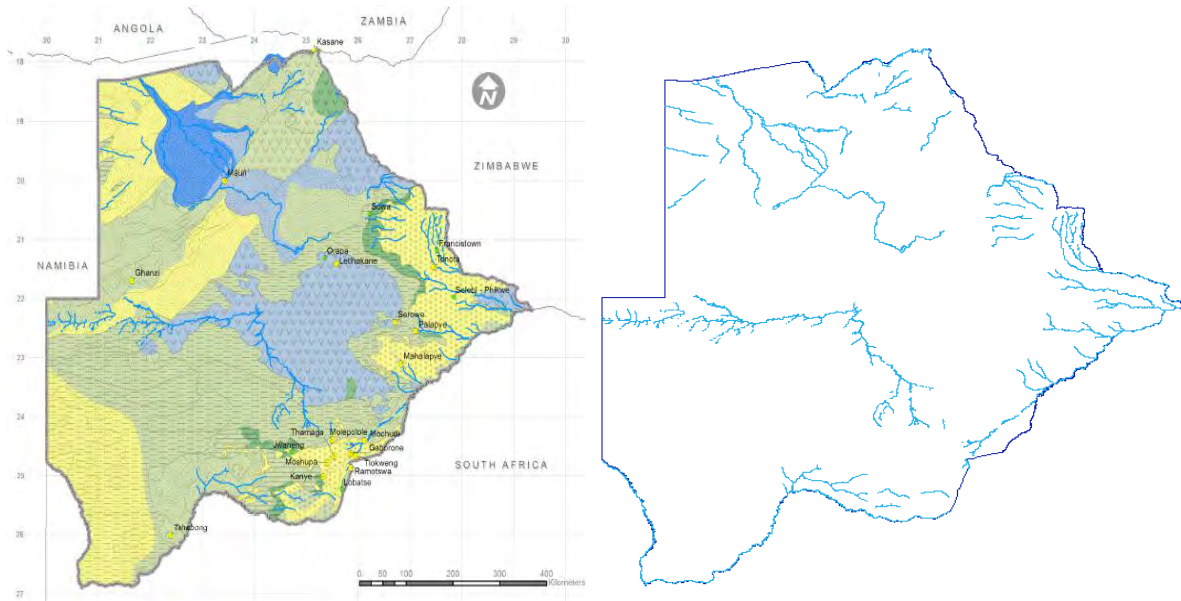 ANGOLA
ZAMBIA
20 21 22 23 24 25 26 27 28 29 30
Kasane
18
N
19
ZIMBABWE
20
Maun
Sowa
21
Francistown
Orapa
Tonota
NAMIBIA
Letlhakane
Ghanzi
Selebi - Phikwe
22
Serowe
Palapye
23
Mahalapye
24
Thamaga
Molepolole
Mochudi
Jwaneng
Gaborone
Moshupa
Tlokweng
SOUTH AFRICA
25
Ramotswa
Kanye
Lobatse
26
Tshabong
0 50 100 200 300 400
Kilometers
27